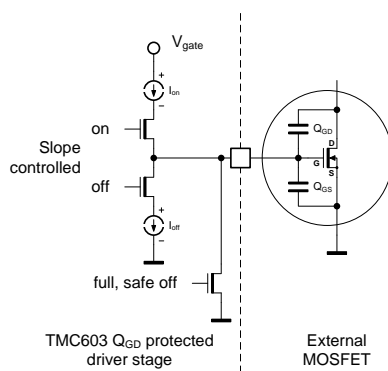 Vgate
+
Ion
−
on
Slope
controlled
off
+
Ioff
−
full, safe off
QGD
D
G
S
QGS
TMC603 QGD protected
driver stage
External
MOSFET